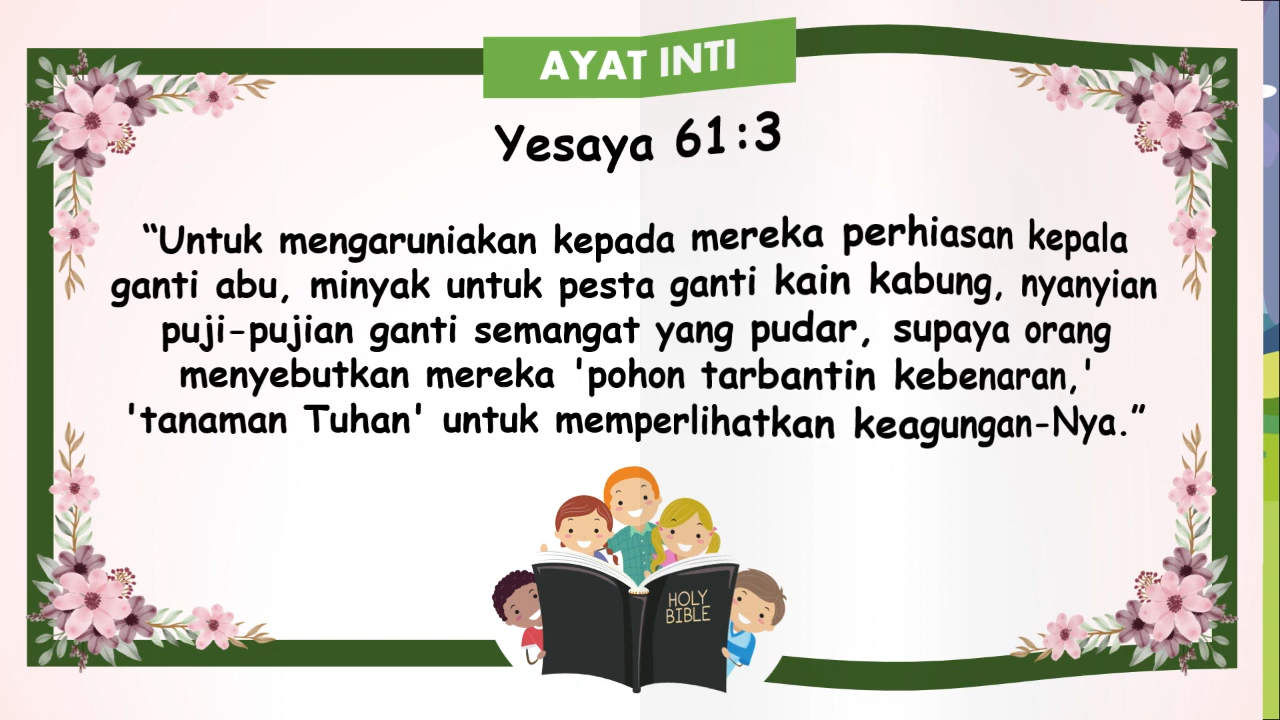 AYAT INTI
Yesaya 61:3
“Untuk mengaruniakan kepada mereka perhiasan kepala
ganti abu, minyak untuk pesta ganti kain kabung, nyanyian
puji-pujian ganti semangat yang pudar, supaya orang
menyebutkan mereka 'pohon tarbantin kebenaran,'
'tanaman Tuhan' untuk memperlihatkan keagungan-Nya.”
HOLY
BIBLE